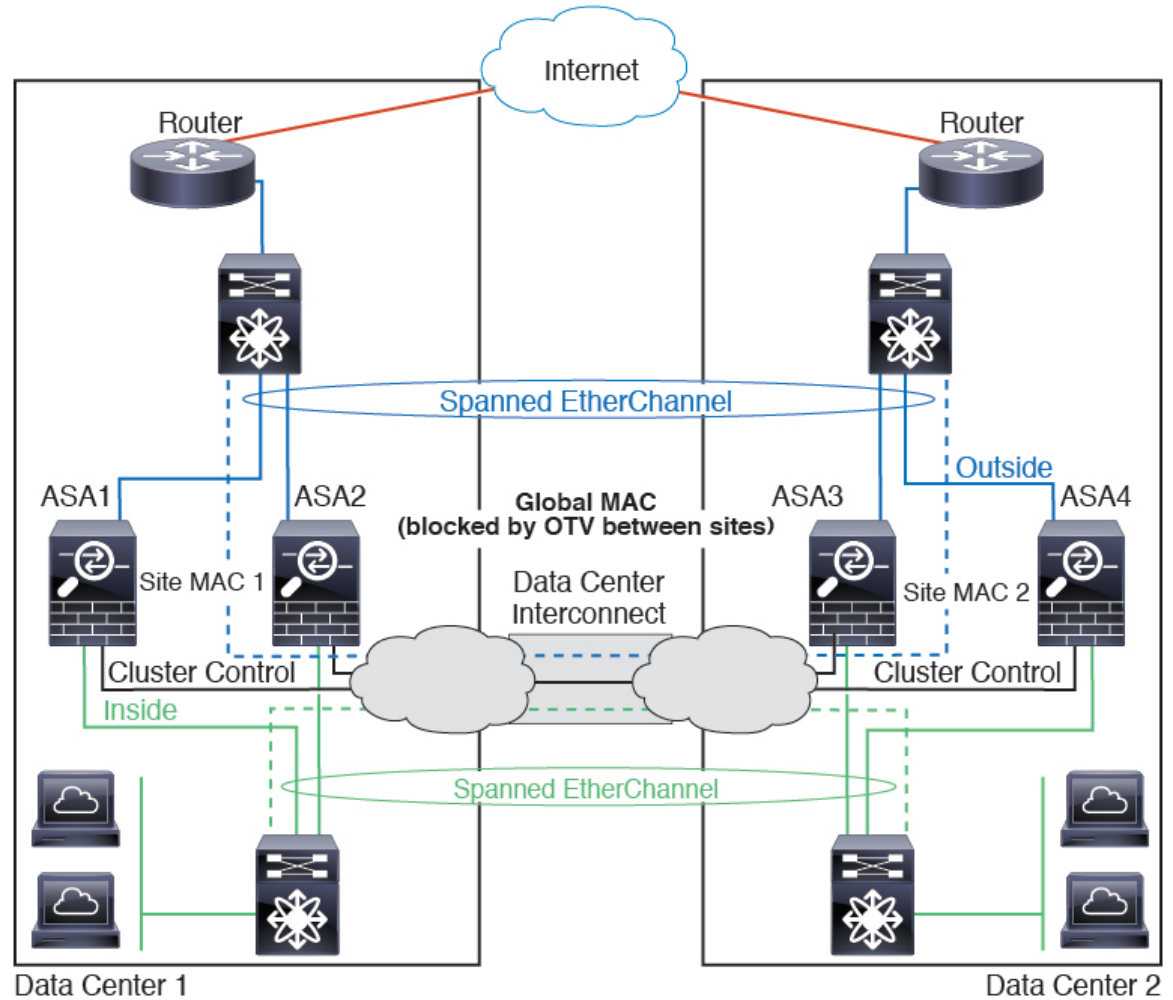 Internet
Router
Router
Spanned EtherChannel
Outside
ASA1
ASA2
Global MAC
(blocked by OTV between sites)
ASA3
ASA4
Site MAC 1
Data Center
Interconnect
Site MAC 2
Cluster Control
Cluster Control
Inside
Spanned EtherChannel
Data Center 1
Data Center 2